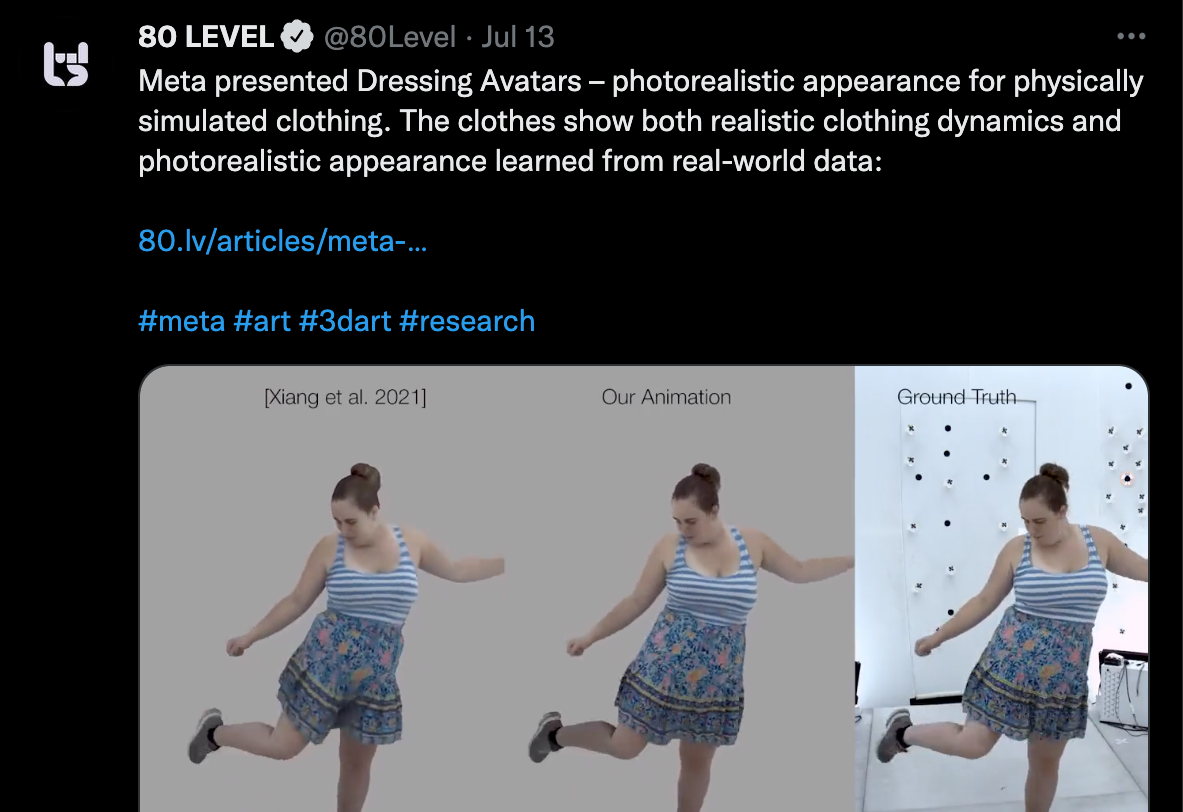 80 LEVEL @80Level · Jul 13
Meta presented Dressing Avatars – photorealistic appearance for physically
simulated clothing. The clothes show both realistic clothing dynamics and
photorealistic appearance learned from real-world data:
80.lv/articles/meta-...
#meta #art #3dart #research
[Xiang et al. 2021]
Our Animation
Ground Truth